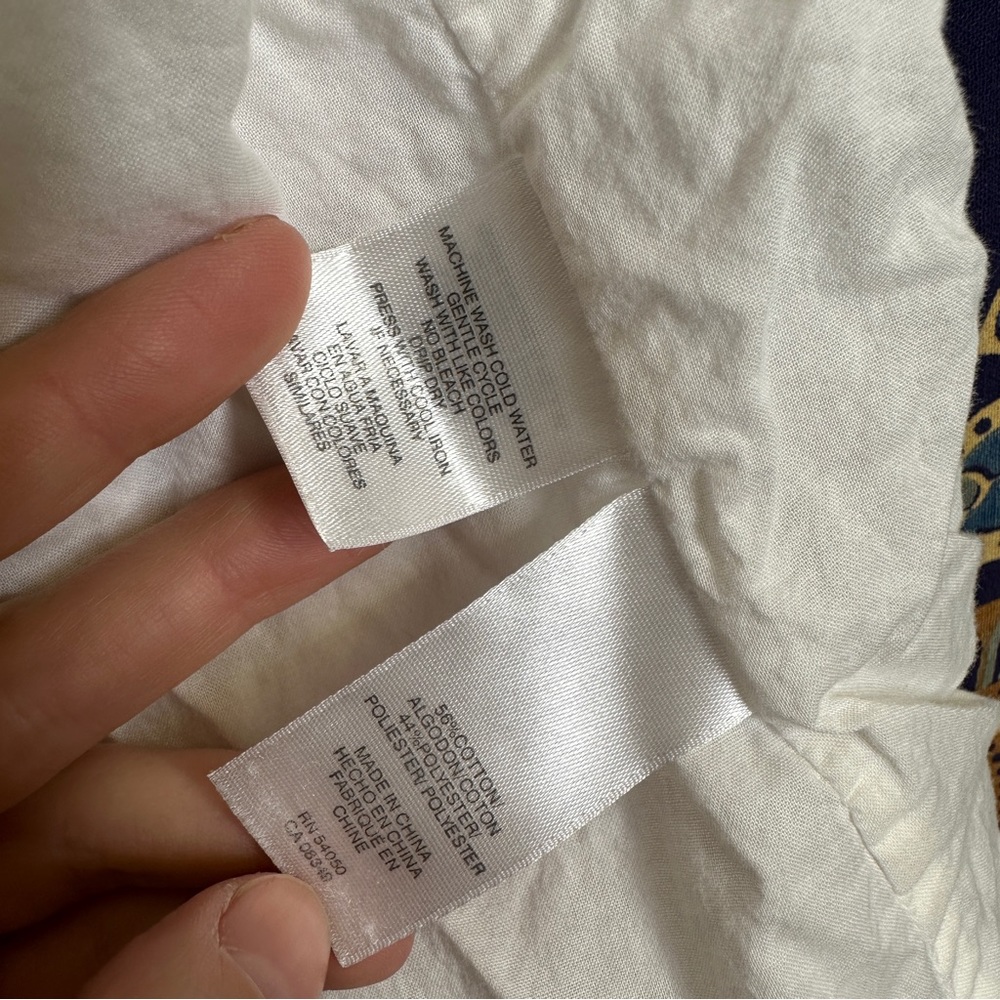 MACHINE WASH COLD WATER
GENTLE CYCLE
WASH WITH LIKE COLORS
NO BLEACH
DRIP DRY
PRESS WITH COOL IRON
IF NECESSARY
LAVAR A MAQUINA
EN AGUA FRIA
CICLO SUAVE
CON COLORES
SIMILARES
56%COTTON/
ALGODON/COTON
44%POLYESTER/
POLIESTER/POLYESTER
MADE IN CHINA
HECHO EN CHINA
FABRIQUÉ EN
CHINE
RN 54050
CA